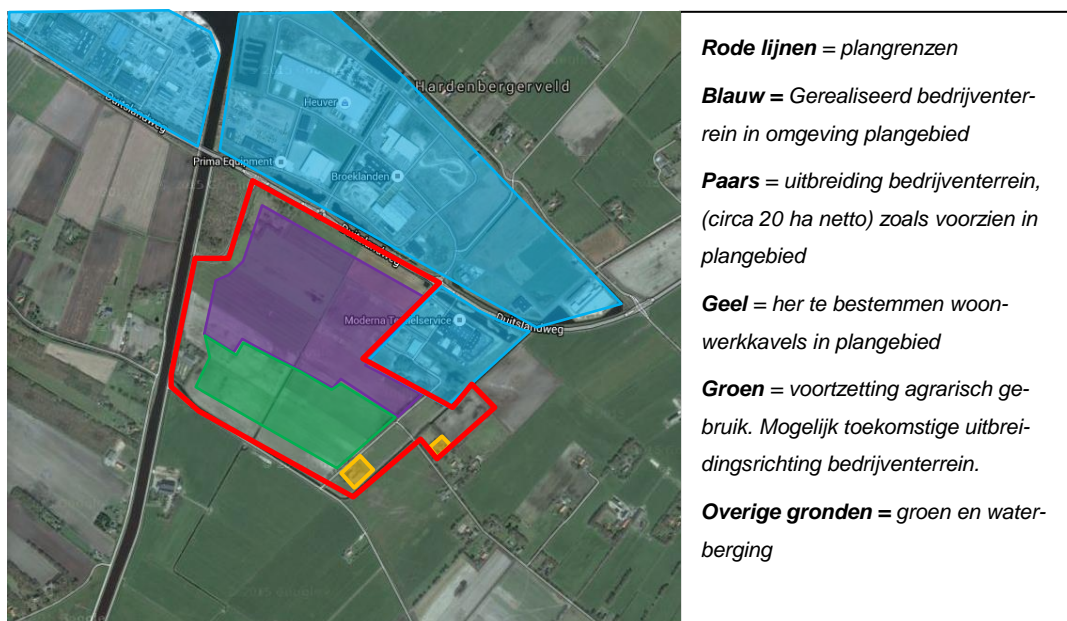 Hardenbergerveld
Heuver
Duitslandweg
Prima Equipment
Broeklanden
Duitslandweg
Duitslandweg
Rode lijnen = plangrenzen
Blauw = Gerealiseerd bedrijventer-
rein in omgeving plangebied
Paars = uitbreiding bedrijventerrein,
(circa 20 ha netto) zoals voorzien in
plangebied
Geel = her te bestemmen woon-
werkkavels in plangebied
Groen = voortzetting agrarisch ge-
bruik. Mogelijk toekomstige uitbrei-
dingsrichting bedrijventerrein.
Overige gronden = groen en water-
berging